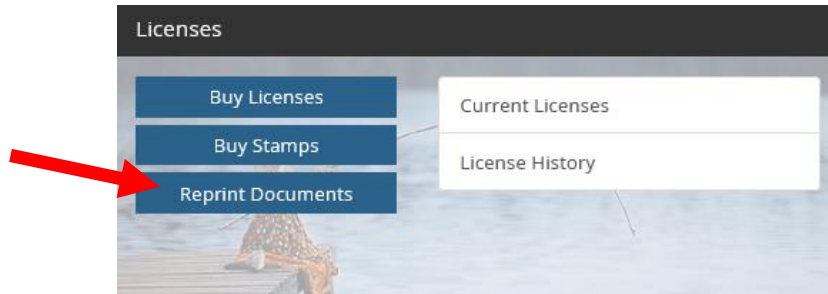 Licenses
Buy Licenses
Buy Stamps
Reprint Documents
Current Licenses
License History